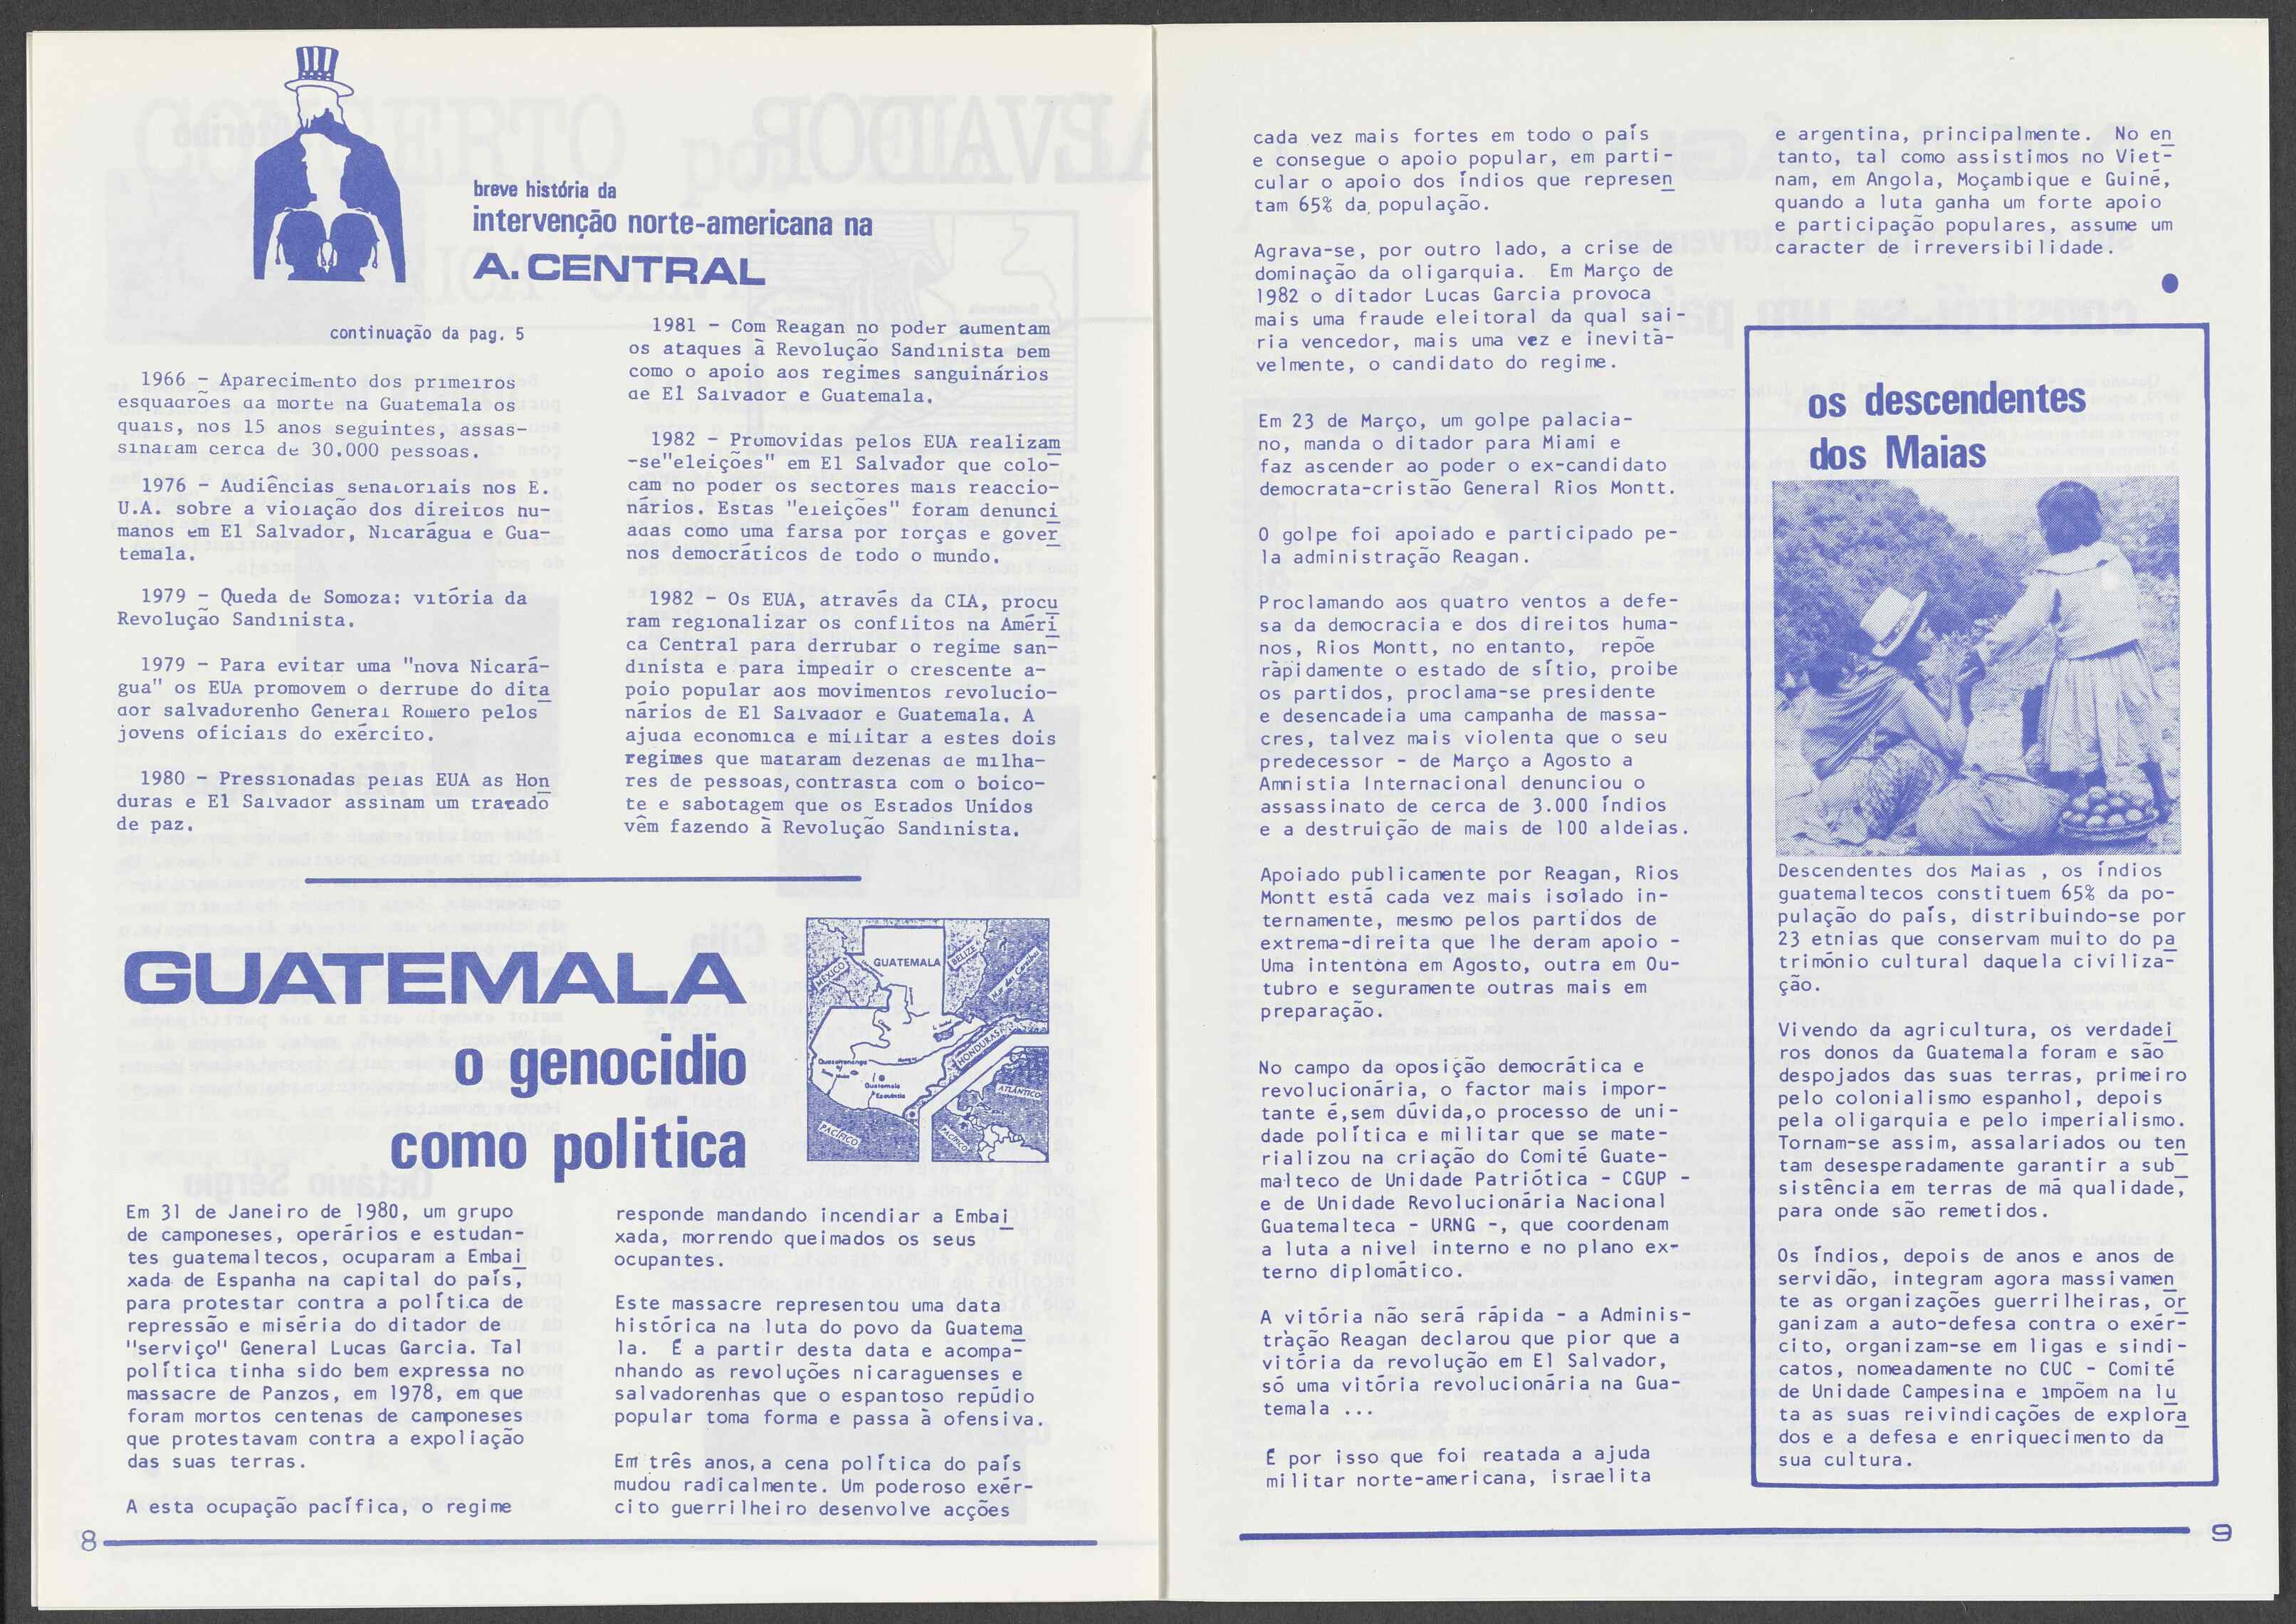 breve história da
intervenção norte-americana na
A. CENTRAL
continuação da pag. 5
1966 - Aparecimento dos primeiros
esquadrões da morte na Guatemala os
quais, nos 15 anos seguintes, assas-
sinaram cerca de 30.000 pessoas.
1976 - Audiências senatoriais nos E.
U.A. sobre a violação dos direitos hu-
manos em El Salvador, Nicarágua e Gua-
temala.
1979 - Queda de Somoza: vitória da
Revolução Sandinista.
1979 - Para evitar uma "nova Nicará-
gua" os EUA promovem o derrube do dita
dor salvadorenho General Romero pelos
jovens oficiais do exército.
1980 - Pressionadas pelas EUA as Hon
duras e El Salvador assinam um tratado
de paz.
1981 - Com Reagan no poder aumentam
os ataques à Revolução Sandinista bem
como o apoio aos regimes sanguinários
de El Salvador e Guatemala.
1982 - Promovidas pelos EUA realizam
-se"eleições" em El Salvador que colo-
cam no poder os sectores mais reaccio-
nários. Estas "eleições" foram denunci
adas como uma farsa por forças e gover
nos democráticos de todo o mundo.
1982 - Os EUA, através da CIA, procu
ram regionalizar os conflitos na Améri
ca Central para derrubar o regime san-
dinista e para impedir o crescente a-
poio popular aos movimentos revolucio-
nários de El Salvador e Guatemala. A
ajuda economica e militar a estes dois
regimes que mataram dezenas de milha-
res de pessoas, contrasta com o boico-
te e sabotagem que os Estados Unidos
vêm fazendo à Revolução Sandinista.
GUATEMALA
o genocidio
como politica
MÉXICO
GUATEMALA
BELIZE
Mar das Caraíbas
HONDURAS
Quezaltenango
Guatemala
Escuintla
ATLÂNTICO
PACÍFICO
PACÍFICO
Em 31 de Janeiro de 1980, um grupo
de camponeses, operários e estudan-
tes guatemaltecos, ocuparam a Embai
xada de Espanha na capital do país,
para protestar contra a política de
repressão e miséria do ditador de
"serviço" General Lucas Garcia. Tal
política tinha sido bem expressa no
massacre de Panzos, em 1978, em que
foram mortos centenas de camponeses
que protestavam contra a expoliação
das suas terras.
A esta ocupação pacífica, o regime
responde mandando incendiar a Embai
xada, morrendo queimados os seus
ocupantes.
Este massacre representou uma data
histórica na luta do povo da Guatema
la. É a partir desta data e acompa-
nhando as revoluções nicaraguenses e
salvadorenhas que o espantoso repúdio
popular toma forma e passa à ofensiva.
Em três anos, a cena política do país
mudou radicalmente. Um poderoso exér-
cito guerrilheiro desenvolve acções
8
cada vez mais fortes em todo o país
e consegue o apoio popular, em parti-
cular o apoio dos índios que represen
tam 65% da população.
Agrava-se, por outro lado, a crise de
dominação da oligarquia. Em Março de
1982 o ditador Lucas Garcia provoca
mais uma fraude eleitoral da qual sai-
ria vencedor, mais uma vez e inevità-
velmente, o candidato do regime.
Em 23 de Março, um golpe palacia-
no, manda o ditador para Miami e
faz ascender ao poder o ex-candidato
democrata-cristão General Rios Montt.
O golpe foi apoiado e participado pe-
la administração Reagan.
Proclamando aos quatro ventos a defe-
sa da democracia e dos direitos huma-
nos, Rios Montt, no entanto, repõe
ràpidamente o estado de sítio, proibe
os partidos, proclama-se presidente
e desencadeia uma campanha de massa-
cres, talvez mais violenta que o seu
predecessor - de Março a Agosto a
Amnistia Internacional denunciou o
assassinato de cerca de 3.000 índios
e a destruição de mais de 100 aldeias.
Apoiado publicamente por Reagan, Rios
Montt está cada vez mais isolado in-
ternamente, mesmo pelos partidos de
extrema-direita que lhe deram apoio -
Uma intentona em Agosto, outra em Ou-
tubro e seguramente outras mais em
preparação.
No campo da oposição democrática e
revolucionária, o factor mais impor-
tante é,sem dúvida,o processo de uni-
dade política e militar que se mate-
rializou na criação do Comité Guate-
malteco de Unidade Patriótica - CGUP -
e de Unidade Revolucionária Nacional
Guatemalteca - URNG -, que coordenam
a luta a nivel interno e no plano ex-
terno diplomático.
A vitória não será rápida - a Adminis-
tràção Reagan declarou que pior que a
vitória da revolução em El Salvador,
só uma vitória revolucionária na Gua-
temala ...
É por isso que foi reatada a ajuda
militar norte-americana, israelita
e argentina, principalmente. No en
tanto, tal como assistimos no Viet-
nam, em Angola, Moçambique e Guiné,
quando a luta ganha um forte apoio
e participação populares, assume um
caracter de irreversibilidade.
os descendentes
dos Maias
Descendentes dos Maias , os índios
guatemaltecos constituem 65% da po-
pulação do país, distribuindo-se por
23 etnias que conservam muito do pa
trimónio cultural daquela civiliza-
ção.
Vivendo da agricultura, os verdadei
ros donos da Guatemala foram e são
despojados das suas terras, primeiro
pelo colonialismo espanhol, depois
pela oligarquia e pelo imperialismo.
Tornam-se assim, assalariados ou ten
tam desesperadamente garantir a sub
sistência em terras de má qualidade,
para onde são remetidos.
Os índios, depois de anos e anos de
servidão, integram agora massivamen
te as organizações guerrilheiras, or
ganizam a auto-defesa contra o exér-
cito, organizam-se em ligas e sindi-
catos, nomeadamente no CUC - Comité
de Unidade Campesina e impõem na lu
ta as suas reivindicações de explora
dos e a defesa e enriquecimento da
sua cultura.
9